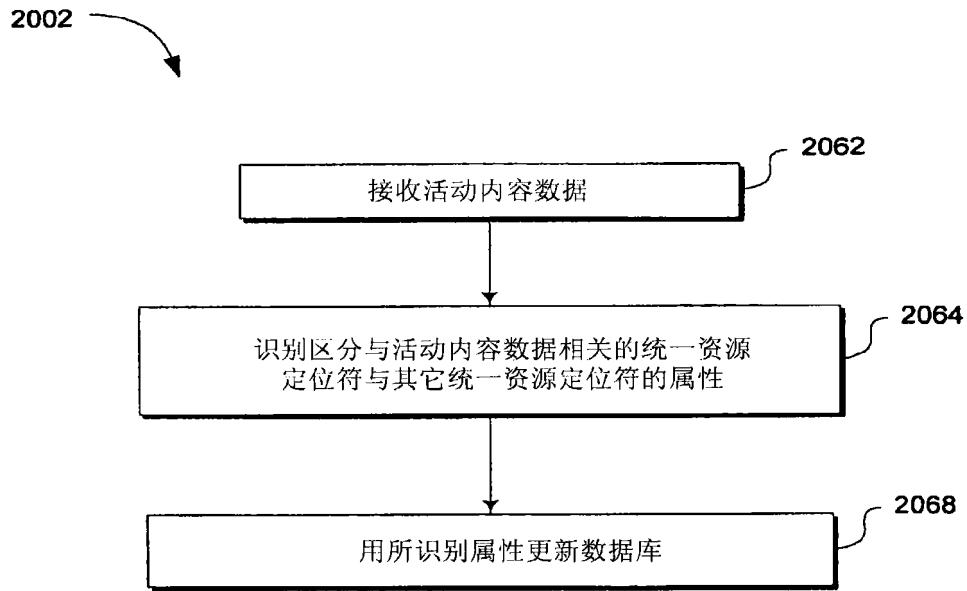 2002
2062
接收活动内容数据
2064
识别区分与活动内容数据相关的统一资源
定位符与其它统一资源定位符的属性
2068
用所识别属性更新数据库